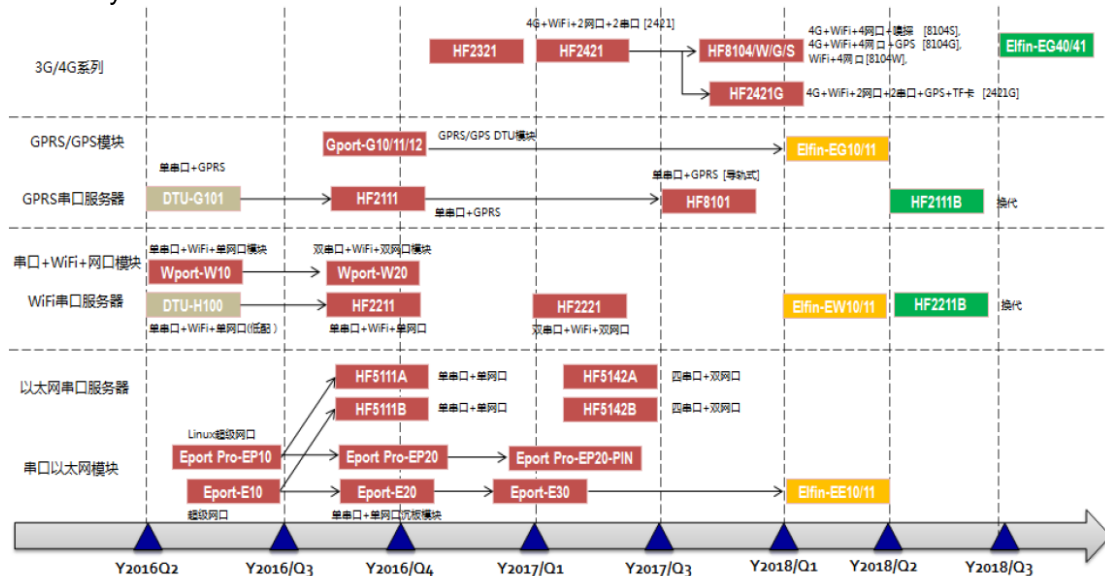 4G+WiFi+2网口+2串口 [2421]
3G/4G系列
HF2321
HF2421
HF8104/W/G/S
4G+WiFi+4网口+嗅探 [8104S],
4G+WiFi+4网口+GPS [8104G],
WiFi+4网口[8104W],
Elfin-EG40/41
HF2421G
4G+WiFi+2网口+2串口+GPS+TF卡 [2421G]
GPRS/GPS模块
Gport-G10/11/12
GPRS/GPS DTU模块
Elfin-EG10/11
单串口+GPRS
单串口+GPRS [导轨式]
GPRS串口服务器
DTU-G101
HF2111
单串口+GPRS
HF8101
HF2111B
换代
单串口+WiFi+单网口模块
双串口+WiFi+双网口模块
串口+WiFi+网口模块
Wport-W10
Wport-W20
WiFi串口服务器
DTU-H100
HF2211
HF2221
Elfin-EW10/11
HF2211B
换代
单串口+WiFi+单网口(低配)
单串口+WiFi+单网口
双串口+WiFi+双网口
以太网串口服务器
HF5111A
单串口+单网口
HF5142A
四串口+双网口
HF5111B
单串口+单网口
HF5142B
四串口+双网口
Linux超级网口
串口以太网模块
Eport Pro-EP10
Eport Pro-EP20
Eport Pro-EP20-PIN
Eport-E10
Eport-E20
Eport-E30
Elfin-EE10/11
超级网口
单串口+单网口沉板模块
Y2016Q2
Y2016/Q3
Y2016/Q4
Y2017/Q1
Y2017/Q3
Y2018/Q1
Y2018/Q2
Y2018/Q3